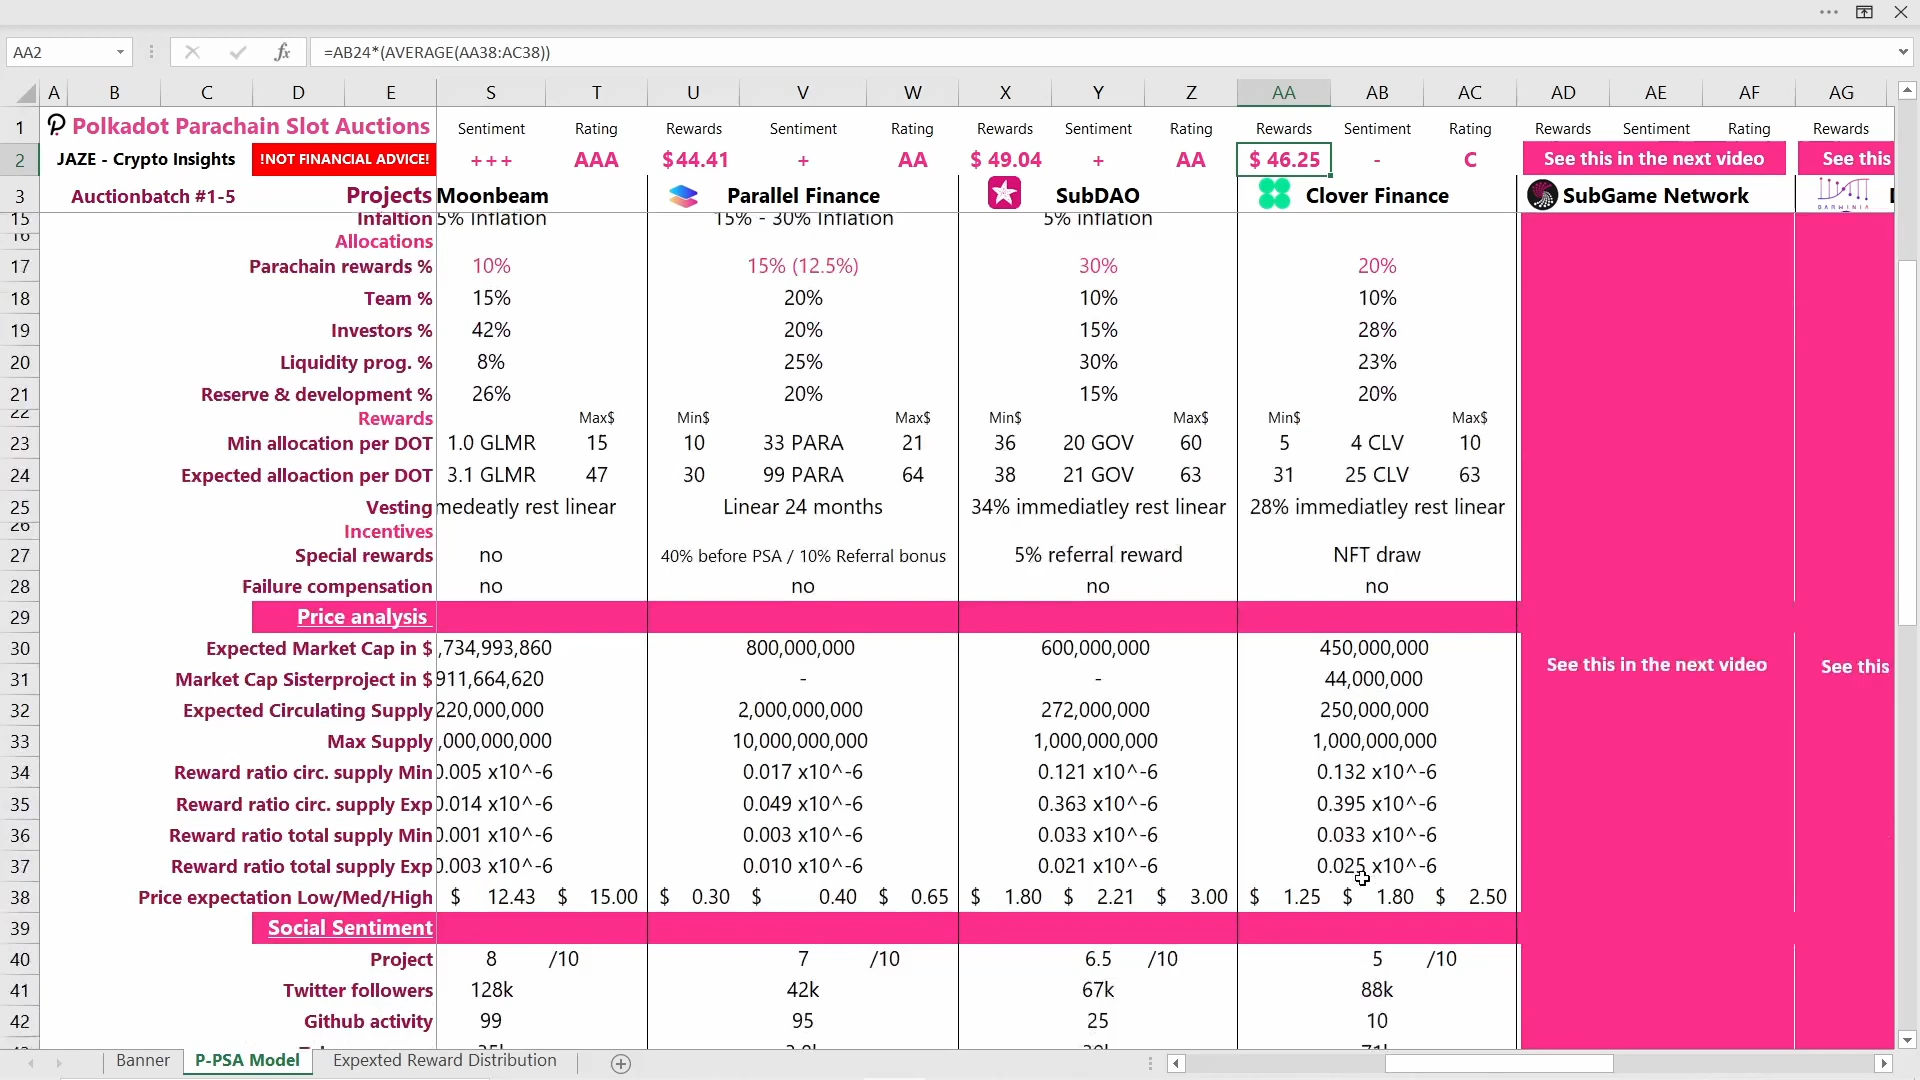 AA2 fx =AB24*(AVERAGE(AA38:AC38))
A B C D E S T U V W X Y Z AA AB AC AD AE AF AG
1 Polkadot Parachain Slot Auctions Sentiment Rating Rewards Sentiment Rating Rewards Sentiment Rating Rewards Sentiment Rating Rewards Sentiment Rating Rewards
2 JAZE - Crypto Insights !NOT FINANCIAL ADVICE! +++ AAA $44.41 + AA $ 49.04 + AA $ 46.25 - C See this in the next video See this
3 Auctionbatch #1-5 Projects Moonbeam Parallel Finance SubDAO Clover Finance SubGame Network DARWINIA
15 Infaltion 5% Inflation 15% - 30% Inflation 5% inflation
16 Allocations
17 Parachain rewards % 10% 15% (12.5%) 30% 20%
18 Team % 15% 20% 10% 10%
19 Investors % 42% 20% 15% 28%
20 Liquidity prog. % 8% 25% 30% 23%
21 Reserve & development % 26% 20% 15% 20%
22 Rewards Max$ Min$ Max$ Min$ Max$ Min$ Max$
23 Min allocation per DOT 1.0 GLMR 15 10 33 PARA 21 36 20 GOV 60 5 4 CLV 10
24 Expected alloaction per DOT 3.1 GLMR 47 30 99 PARA 64 38 21 GOV 63 31 25 CLV 63
25 Vesting medeatly rest linear Linear 24 months 34% immediatley rest linear 28% immediatley rest linear
26 Incentives
27 Special rewards no 40% before PSA / 10% Referral bonus 5% referral reward NFT draw
28 Failure compensation no no no no
29 Price analysis
30 Expected Market Cap in $ ,734,993,860 800,000,000 600,000,000 450,000,000 See this in the next video See this
31 Market Cap Sisterproject in $ 911,664,620 - - 44,000,000
32 Expected Circulating Supply 220,000,000 2,000,000,000 272,000,000 250,000,000
33 Max Supply ,000,000,000 10,000,000,000 1,000,000,000 1,000,000,000
34 Reward ratio circ. supply Min 0.005 x10^-6 0.017 x10^-6 0.121 x10^-6 0.132 x10^-6
35 Reward ratio circ. supply Exp 0.014 x10^-6 0.049 x10^-6 0.363 x10^-6 0.395 x10^-6
36 Reward ratio total supply Min 0.001 x10^-6 0.003 x10^-6 0.033 x10^-6 0.033 x10^-6
37 Reward ratio total supply Exp 0.003 x10^-6 0.010 x10^-6 0.021 x10^-6 0.025 x10^-6
38 Price expectation Low/Med/High $ 12.43 $ 15.00 $ 0.30 $ 0.40 $ 0.65 $ 1.80 $ 2.21 $ 3.00 $ 1.25 $ 1.80 $ 2.50
39 Social Sentiment
40 Project 8 /10 7 /10 6.5 /10 5 /10
41 Twitter followers 128k 42k 67k 88k
42 Github activity 99 95 25 10
Banner P-PSA Model Expexted Reward Distribution